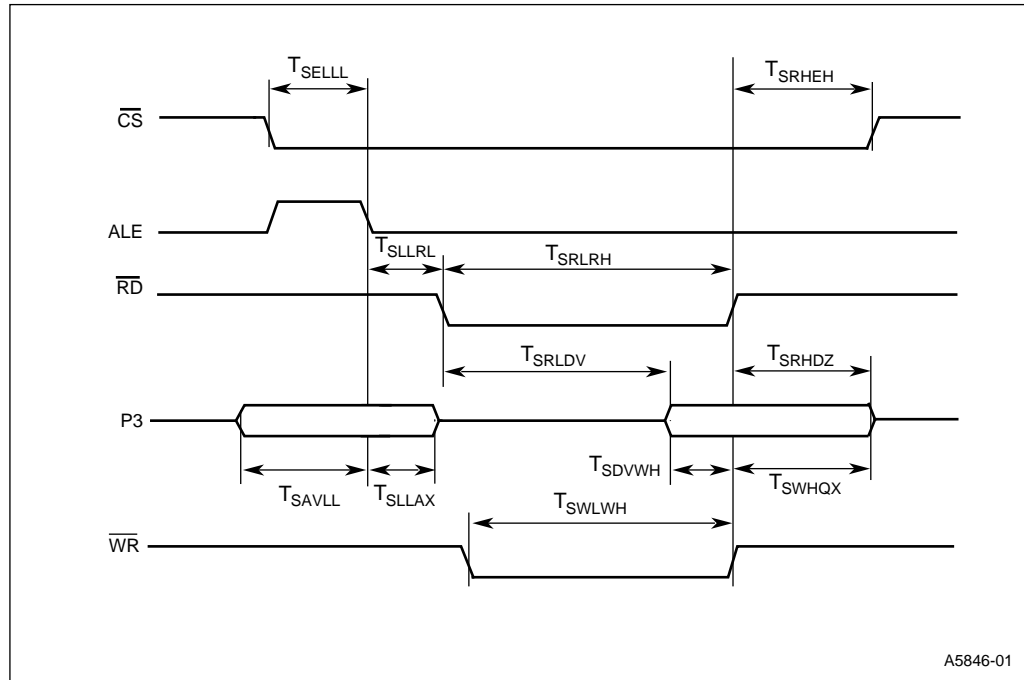 TSELLL
TSRHEH
CS
ALE
TSLLRL
TSRLRH
RD
TSRLDV
TSRHDZ
P3
TSDVWH
TSWHQX
TSAVLL
TSLLAX
TSWLWH
WR
A5846-01